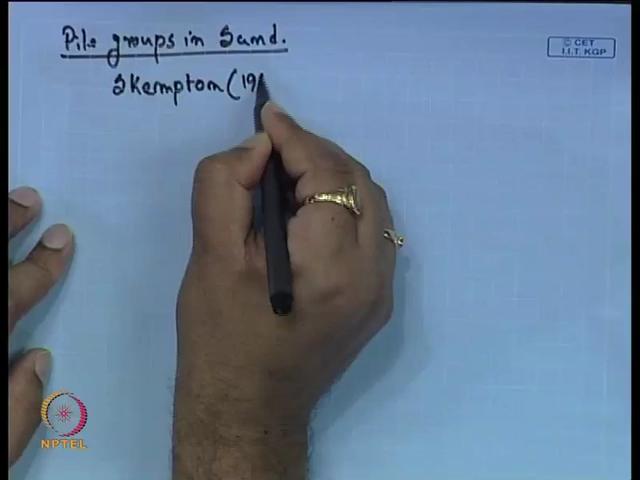 Pile groups in Sand.
Skempton (19
© CET
I.I.T. KGP
NPTEL